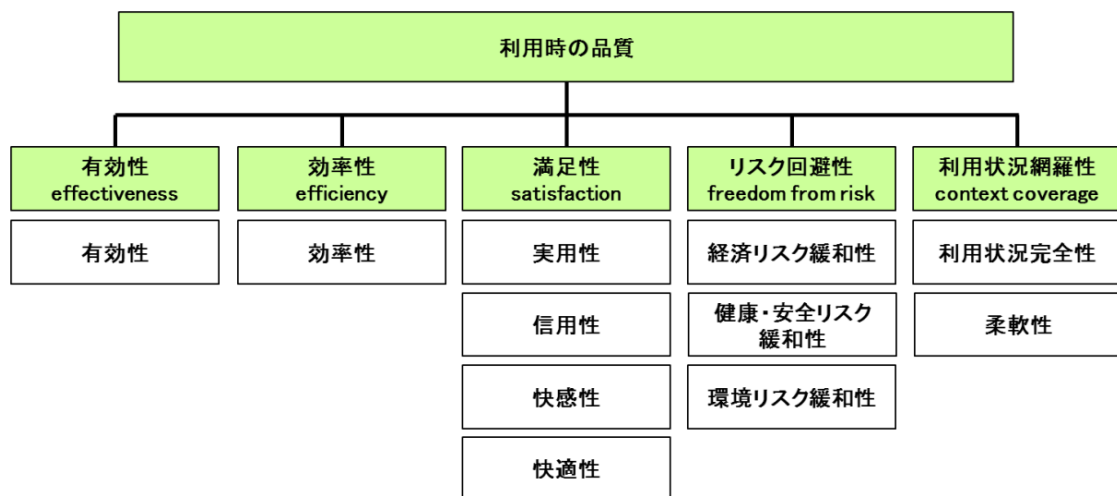 利用時の品質
有効性
effectiveness
効率性
efficiency
満足性
satisfaction
リスク回避性
freedom from risk
利用状況網羅性
context coverage
有効性
効率性
実用性
経済リスク緩和性
利用状況完全性
信用性
健康・安全リスク
緩和性
柔軟性
快感性
環境リスク緩和性
快適性